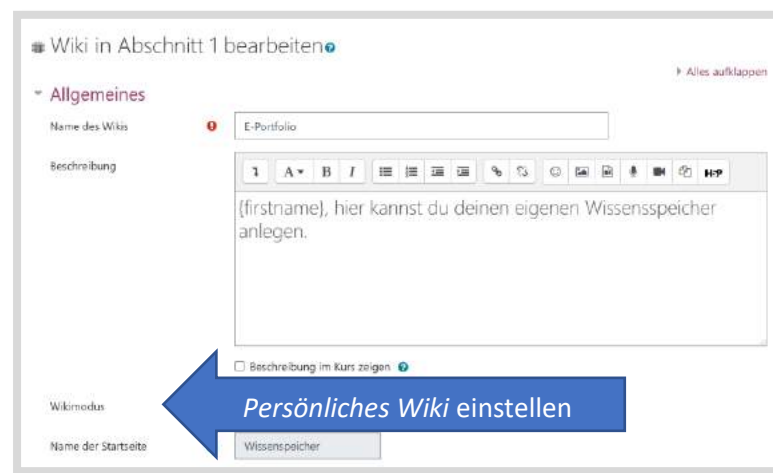 Wiki in Abschnitt 1 bearbeiten
Alles aufklappen
Allgemeines
Name des Wikis
E-Portfolio
Beschreibung
A B I H-P
{firstname}, hier kannst du deinen eigenen Wissensspeicher
anlegen.
Beschreibung im Kurs zeigen
Wikimodus
Persönliches Wiki einstellen
Name der Startseite
Wissenspeicher